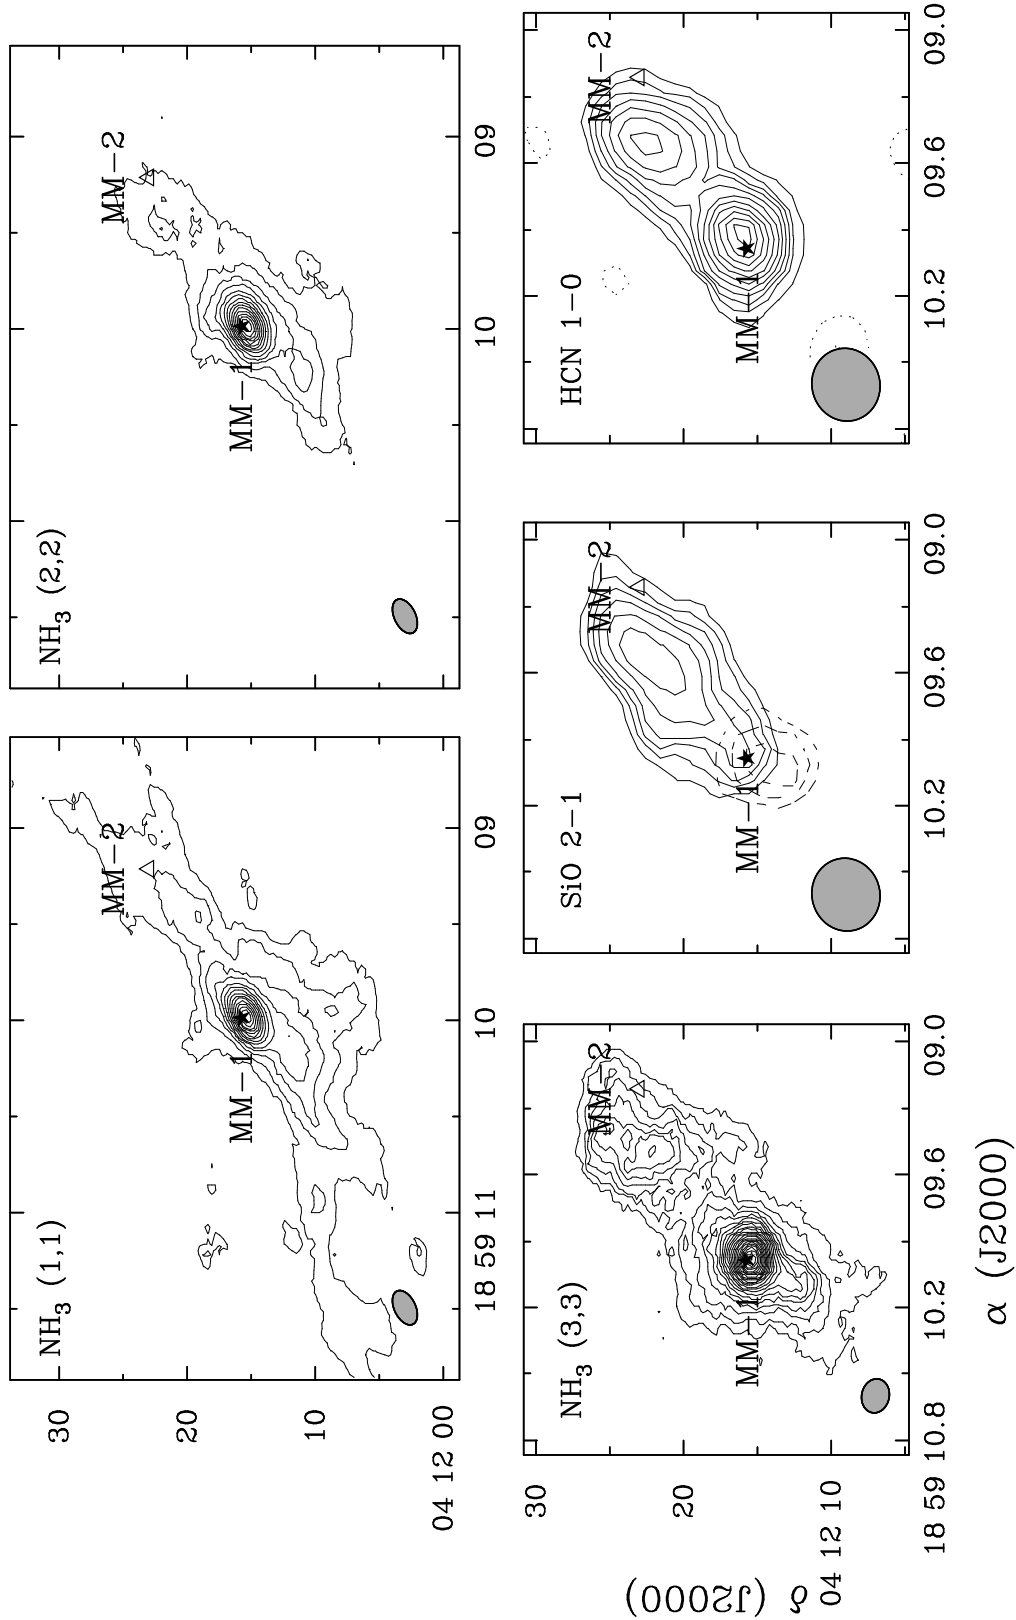 NH3 (1,1)
MM-2
MM-1
30
20
10
04 12 00
18 59 11
10
09
NH3 (2,2)
MM-2
MM-1
10
09
NH3 (3,3)
MM-2
MM-1
30
20
04 12 10
18 59 10.8
10.2
09.6
09.0
SiO 2-1
MM-2
MM-1
10.2
09.6
09.0
HCN 1-0
MM-2
MM-1
10.2
09.6
09.0
δ (J2000)
α (J2000)